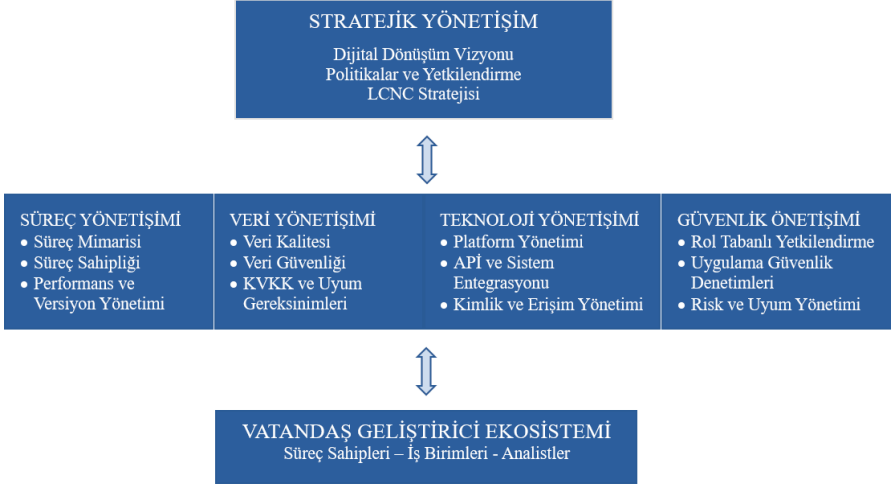 STRATEJİK YÖNETİŞİM
Dijital Dönüşüm Vizyonu
Politikalar ve Yetkilendirme
LCNC Stratejisi
SÜREÇ YÖNETİŞİMİ
• Süreç Mimarisi
• Süreç Sahipliği
• Performans ve
Versiyon Yönetimi
VERİ YÖNETİŞİMİ
• Veri Kalitesi
• Veri Güvenliği
• KVKK ve Uyum
Gereksinimleri
TEKNOLOJİ YÖNETİŞİMİ
• Platform Yönetimi
• APİ ve Sistem
Entegrasyonu
• Kimlik ve Erişim Yönetimi
GÜVENLİK ÖNETİŞİMİ
• Rol Tabanlı Yetkilendirme
• Uygulama Güvenlik
Denetimleri
• Risk ve Uyum Yönetimi
VATANDAŞ GELİŞTİRİCİ EKOSİSTEMİ
Süreç Sahipleri – İş Birimleri - Analistler